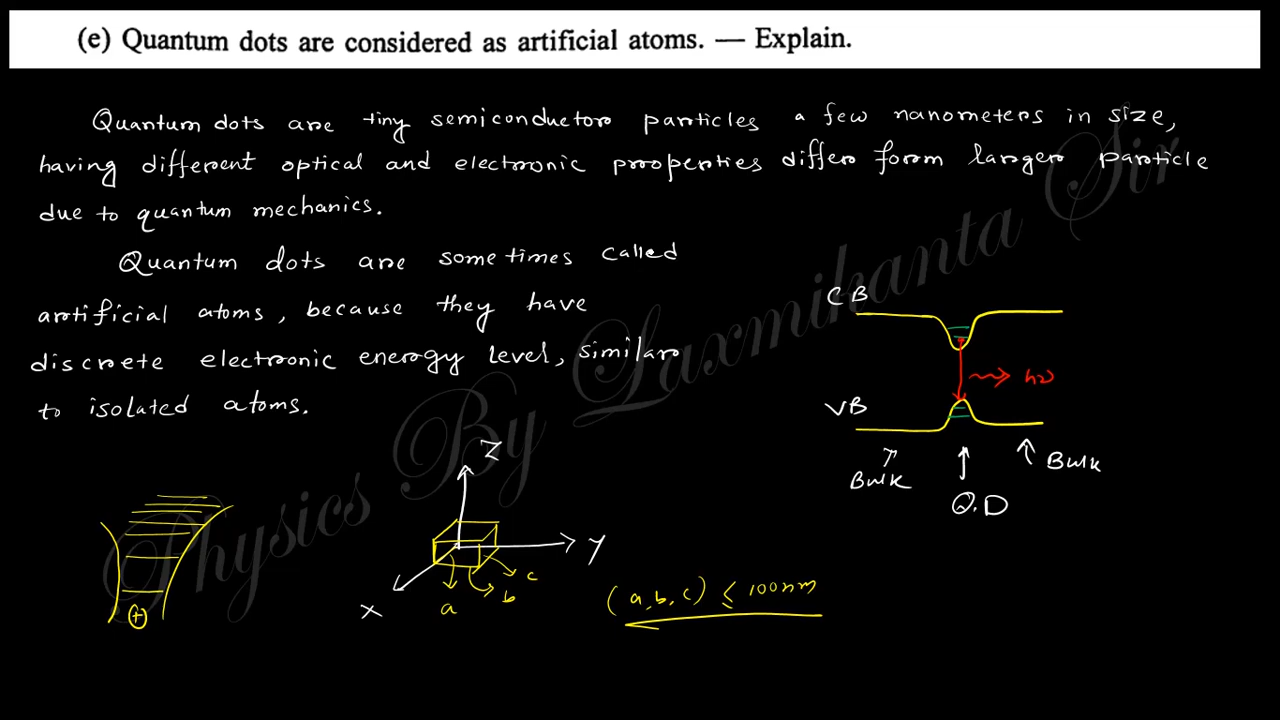 (e) Quantum dots are considered as artificial atoms. — Explain.
Quantum dots are tiny semiconductor particles a few nanometers in size,
having different optical and electronic properties differ form larger particle
due to quantum mechanics.
Quantum dots are some times called
artificial atoms, because they have
discrete electronic energy level, similar
to isolated atoms.
CB
hν
VB
Bulk
Q.D
Bulk
Z
Y
X
a
b
c
(a, b, c) ≤ 100nm
+
Physics By Laxmikanta Sir